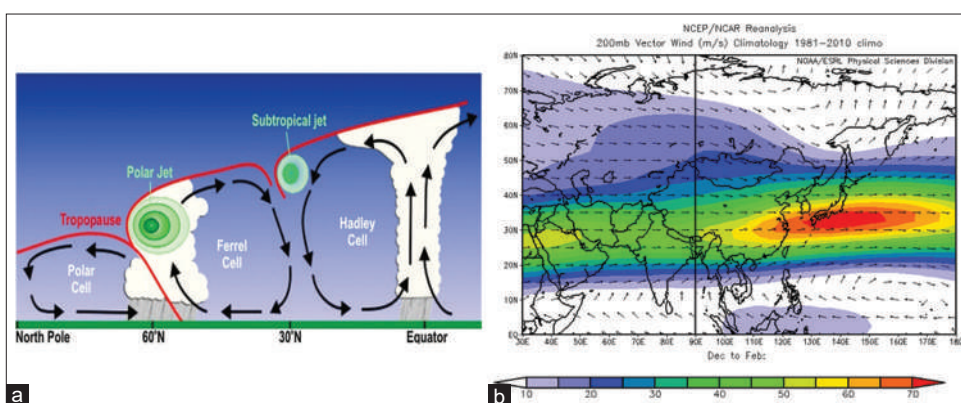 Subtropical jet
Polar Jet
Tropopause
Hadley
Cell
Ferrel
Cell
Polar
Cell
North Pole
60°N
30°N
Equator
a
NCEP/NCAR Reanalysis
200mb Vector Wind (m/s) Climatology 1981-2010 climo
NOAA/ESRL Physical Sciences Division
80N
70N
60N
50N
40N
30N
20N
10N
EQ
30E 40E 50E 60E 70E 80E 90E 100E 110E 120E 130E 140E 150E 160E 170E 180
Dec to Feb:
b
10 20 30 35 45 50 60 70